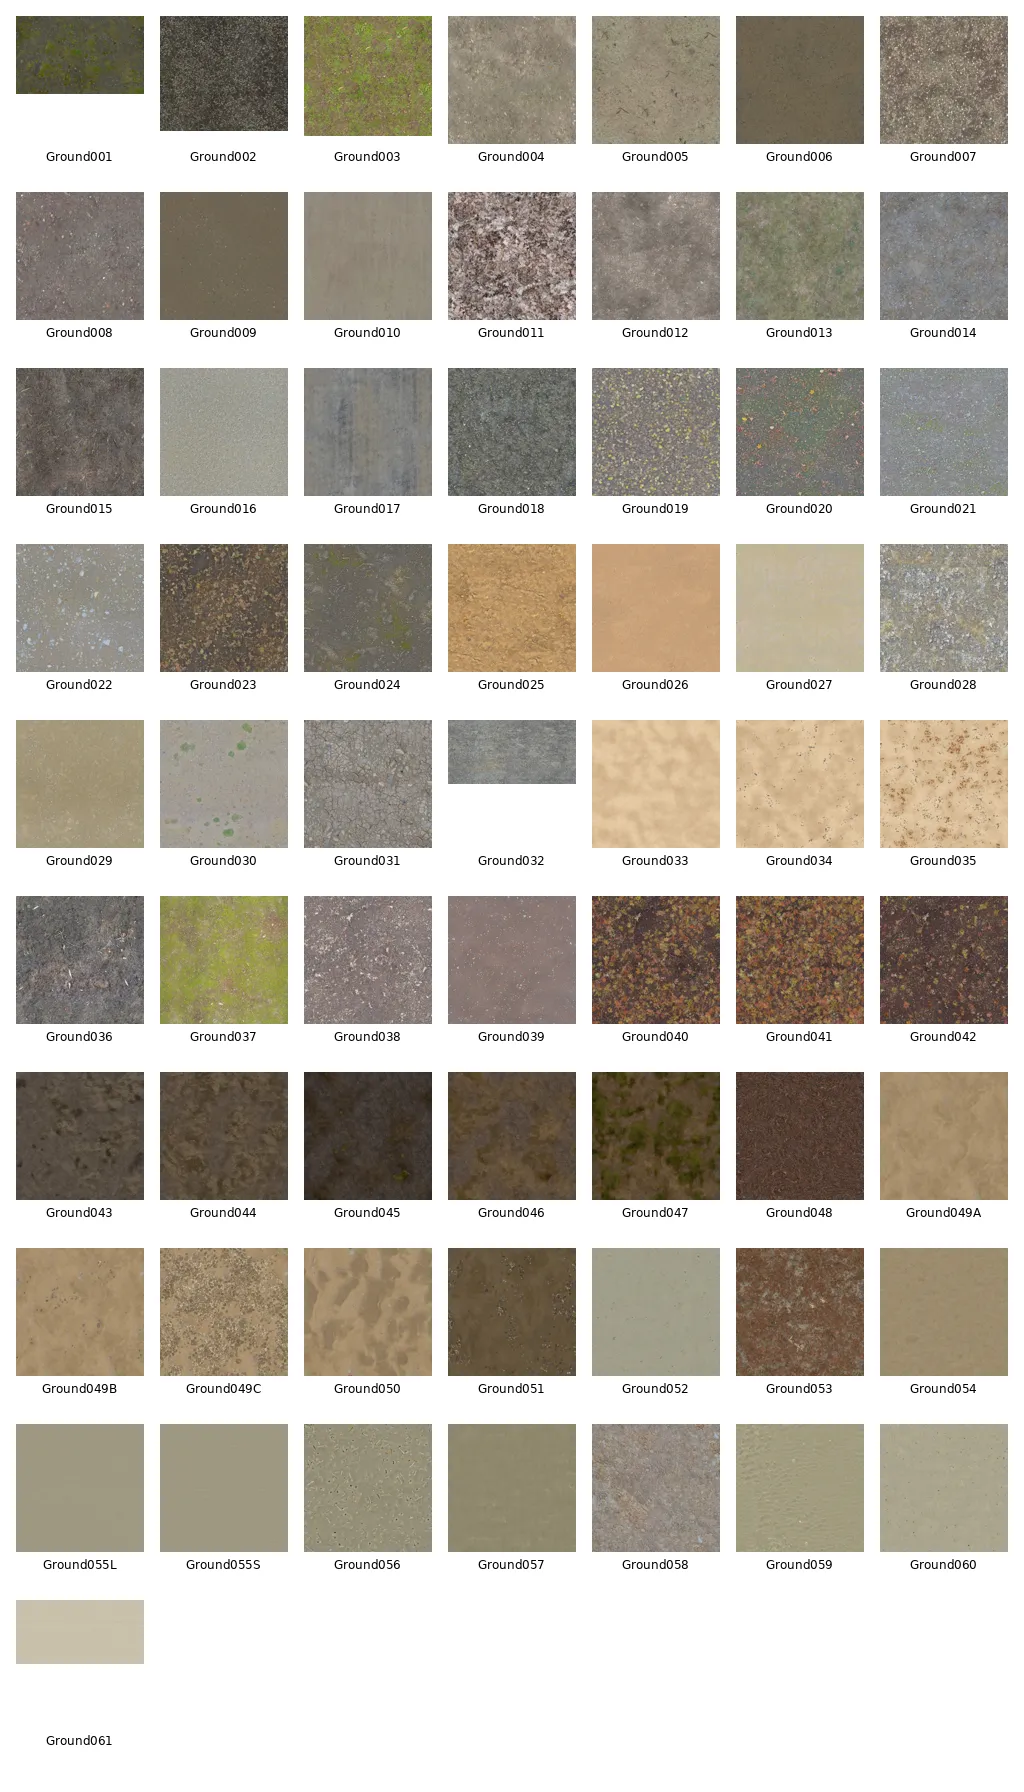 Ground001 Ground002 Ground003 Ground004 Ground005 Ground006 Ground007
Ground008 Ground009 Ground010 Ground011 Ground012 Ground013 Ground014
Ground015 Ground016 Ground017 Ground018 Ground019 Ground020 Ground021
Ground022 Ground023 Ground024 Ground025 Ground026 Ground027 Ground028
Ground029 Ground030 Ground031 Ground032 Ground033 Ground034 Ground035
Ground036 Ground037 Ground038 Ground039 Ground040 Ground041 Ground042
Ground043 Ground044 Ground045 Ground046 Ground047 Ground048 Ground049A
Ground049B Ground049C Ground050 Ground051 Ground052 Ground053 Ground054
Ground055L Ground055S Ground056 Ground057 Ground058 Ground059 Ground060
Ground061